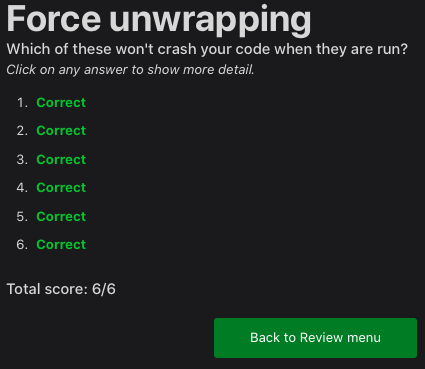 Force unwrapping
Which of these won't crash your code when they are run?
Click on any answer to show more detail.
1. Correct
2. Correct
3. Correct
4. Correct
5. Correct
6. Correct
Total score: 6/6
Back to Review menu